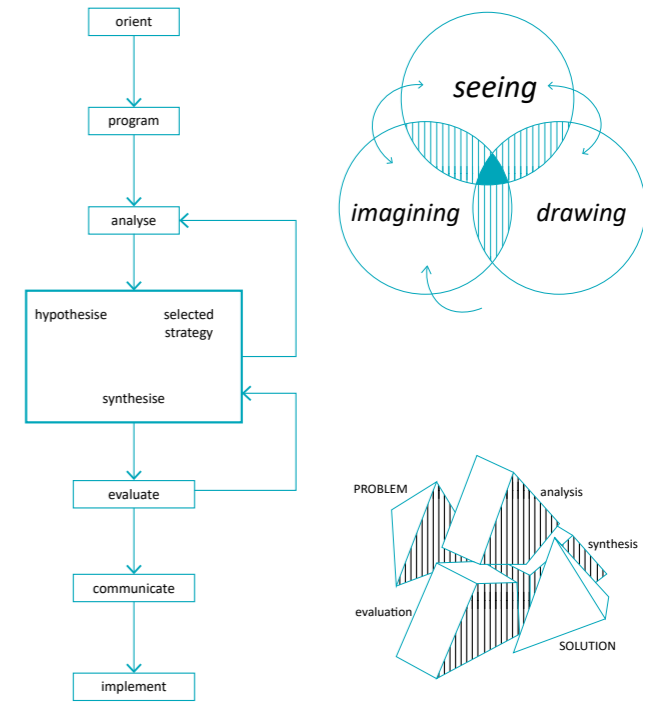 orient
program
analyse
hypothesise
selected
strategy
synthesise
evaluate
communicate
implement
seeing
imagining
drawing
PROBLEM
analysis
synthesis
evaluation
SOLUTION